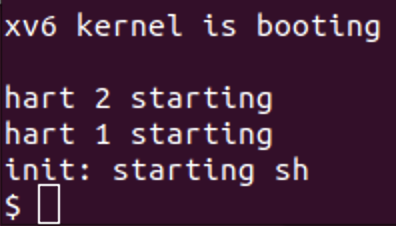 xv6 kernel is booting

hart 2 starting
hart 1 starting
init: starting sh
$